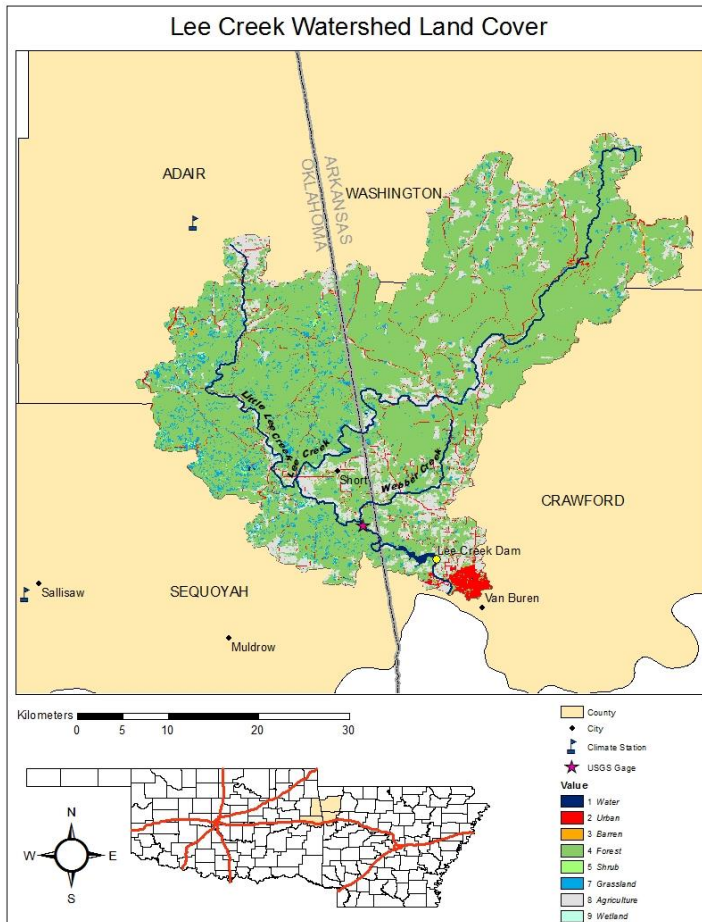 Lee Creek Watershed Land Cover
ADAIR
ARKANSAS
OKLAHOMA
WASHINGTON
Little Lee Creek
Lee Creek
Short
Webber Creek
CRAWFORD
Lee Creek Dam
Sallisaw
SEQUOYAH
Van Buren
Muldrow
Kilometers
0 5 10 20 30
County
City
Climate Station
USGS Gage
Value
1 Water
2 Urban
3 Barren
4 Forest
5 Shrub
7 Grassland
8 Agriculture
9 Wetland
N
W E
S